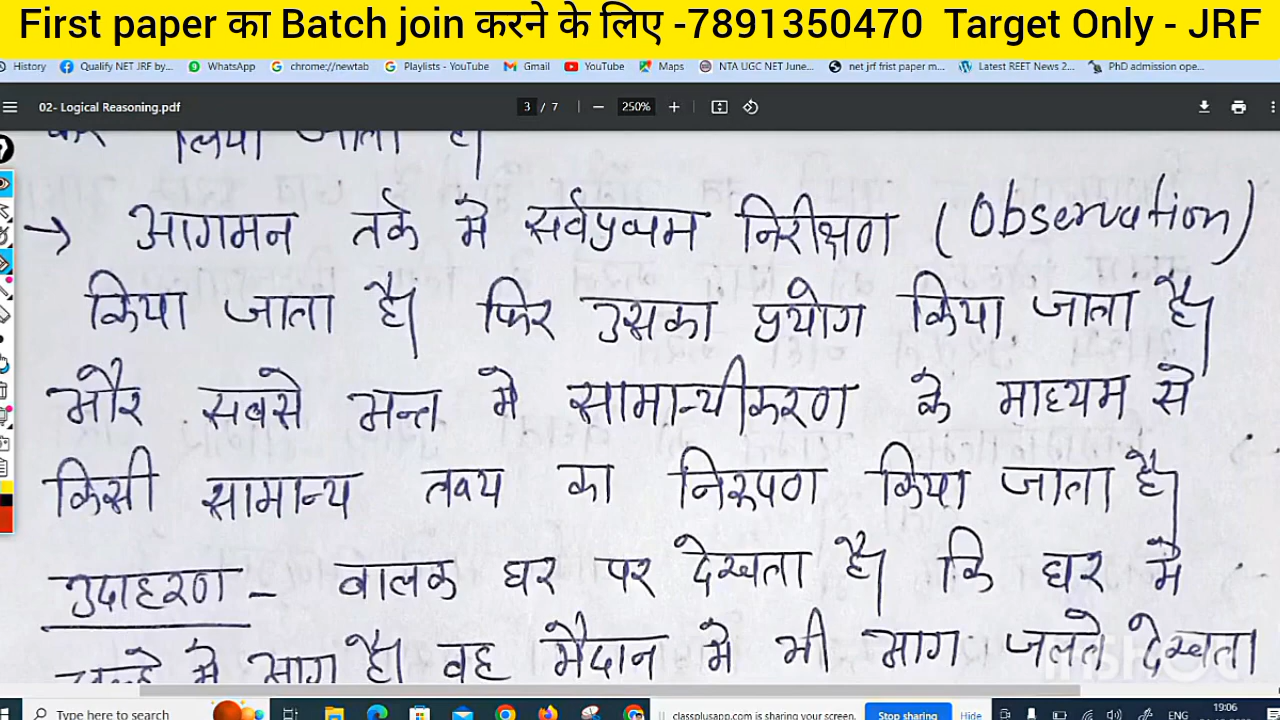 First paper का Batch join करने के लिए -7891350470 Target Only - JRF
History Qualify NET JRF by... WhatsApp chrome://newtab Playlists - YouTube Gmail YouTube Maps NTA UGC NET June... net jrf frist paper m... Latest REET News 2... PhD admission ope...
02- Logical Reasoning.pdf 3 / 7 250%
कर लिया जाता है।
→ आगमन तर्क मे सर्वप्रथम निरीक्षण (Observation)
किया जाता है। फिर उसका प्रयोग किया जाता है।
और सबसे अन्त मे सामान्यीकरण के माध्यम से
किसी सामान्य तथ्य का निरूपण किया जाता है।
उदाहरण - बालक घर पर देखता है। कि घर मे
चूल्हे मे आग है। वह मैदान मे भी आग जलते देखता
Type here to search classplusapp.com is sharing your screen. Stop sharing Hide ENG 19:06